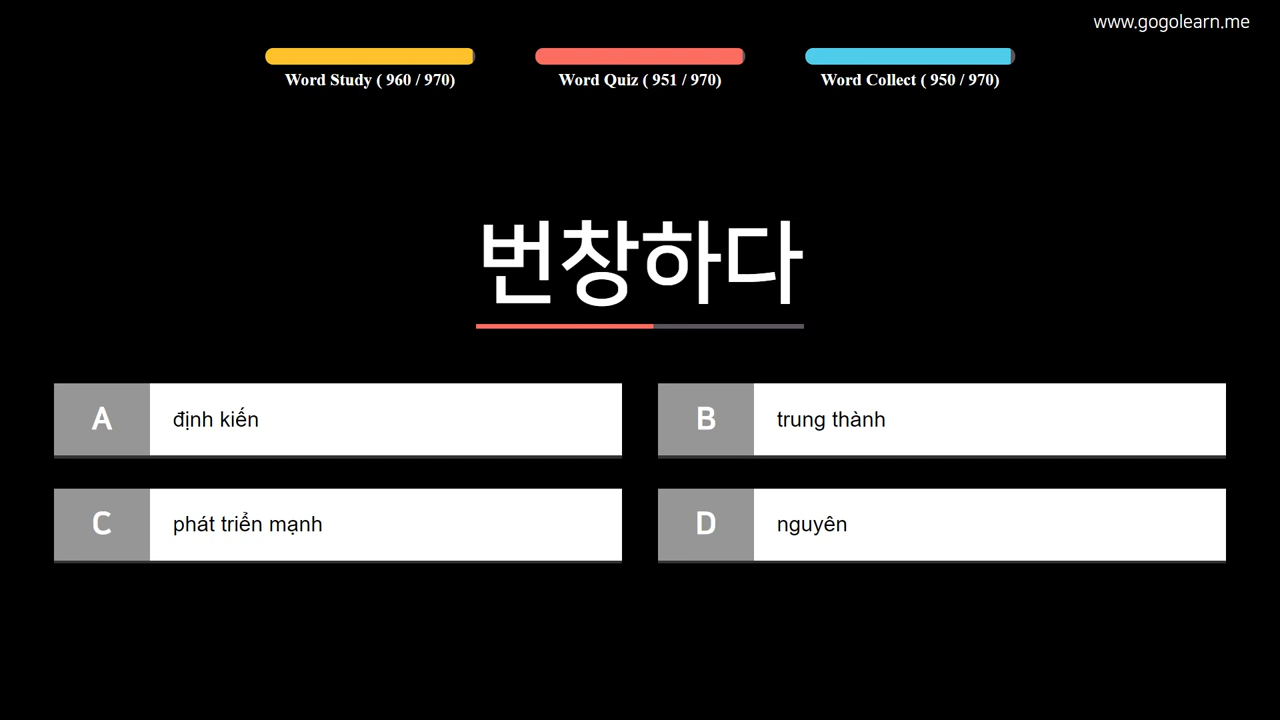 www.gogolearn.me
Word Study ( 960 / 970)
Word Quiz ( 951 / 970)
Word Collect ( 950 / 970)
번창하다
A định kiến
B trung thành
C phát triển mạnh
D nguyên